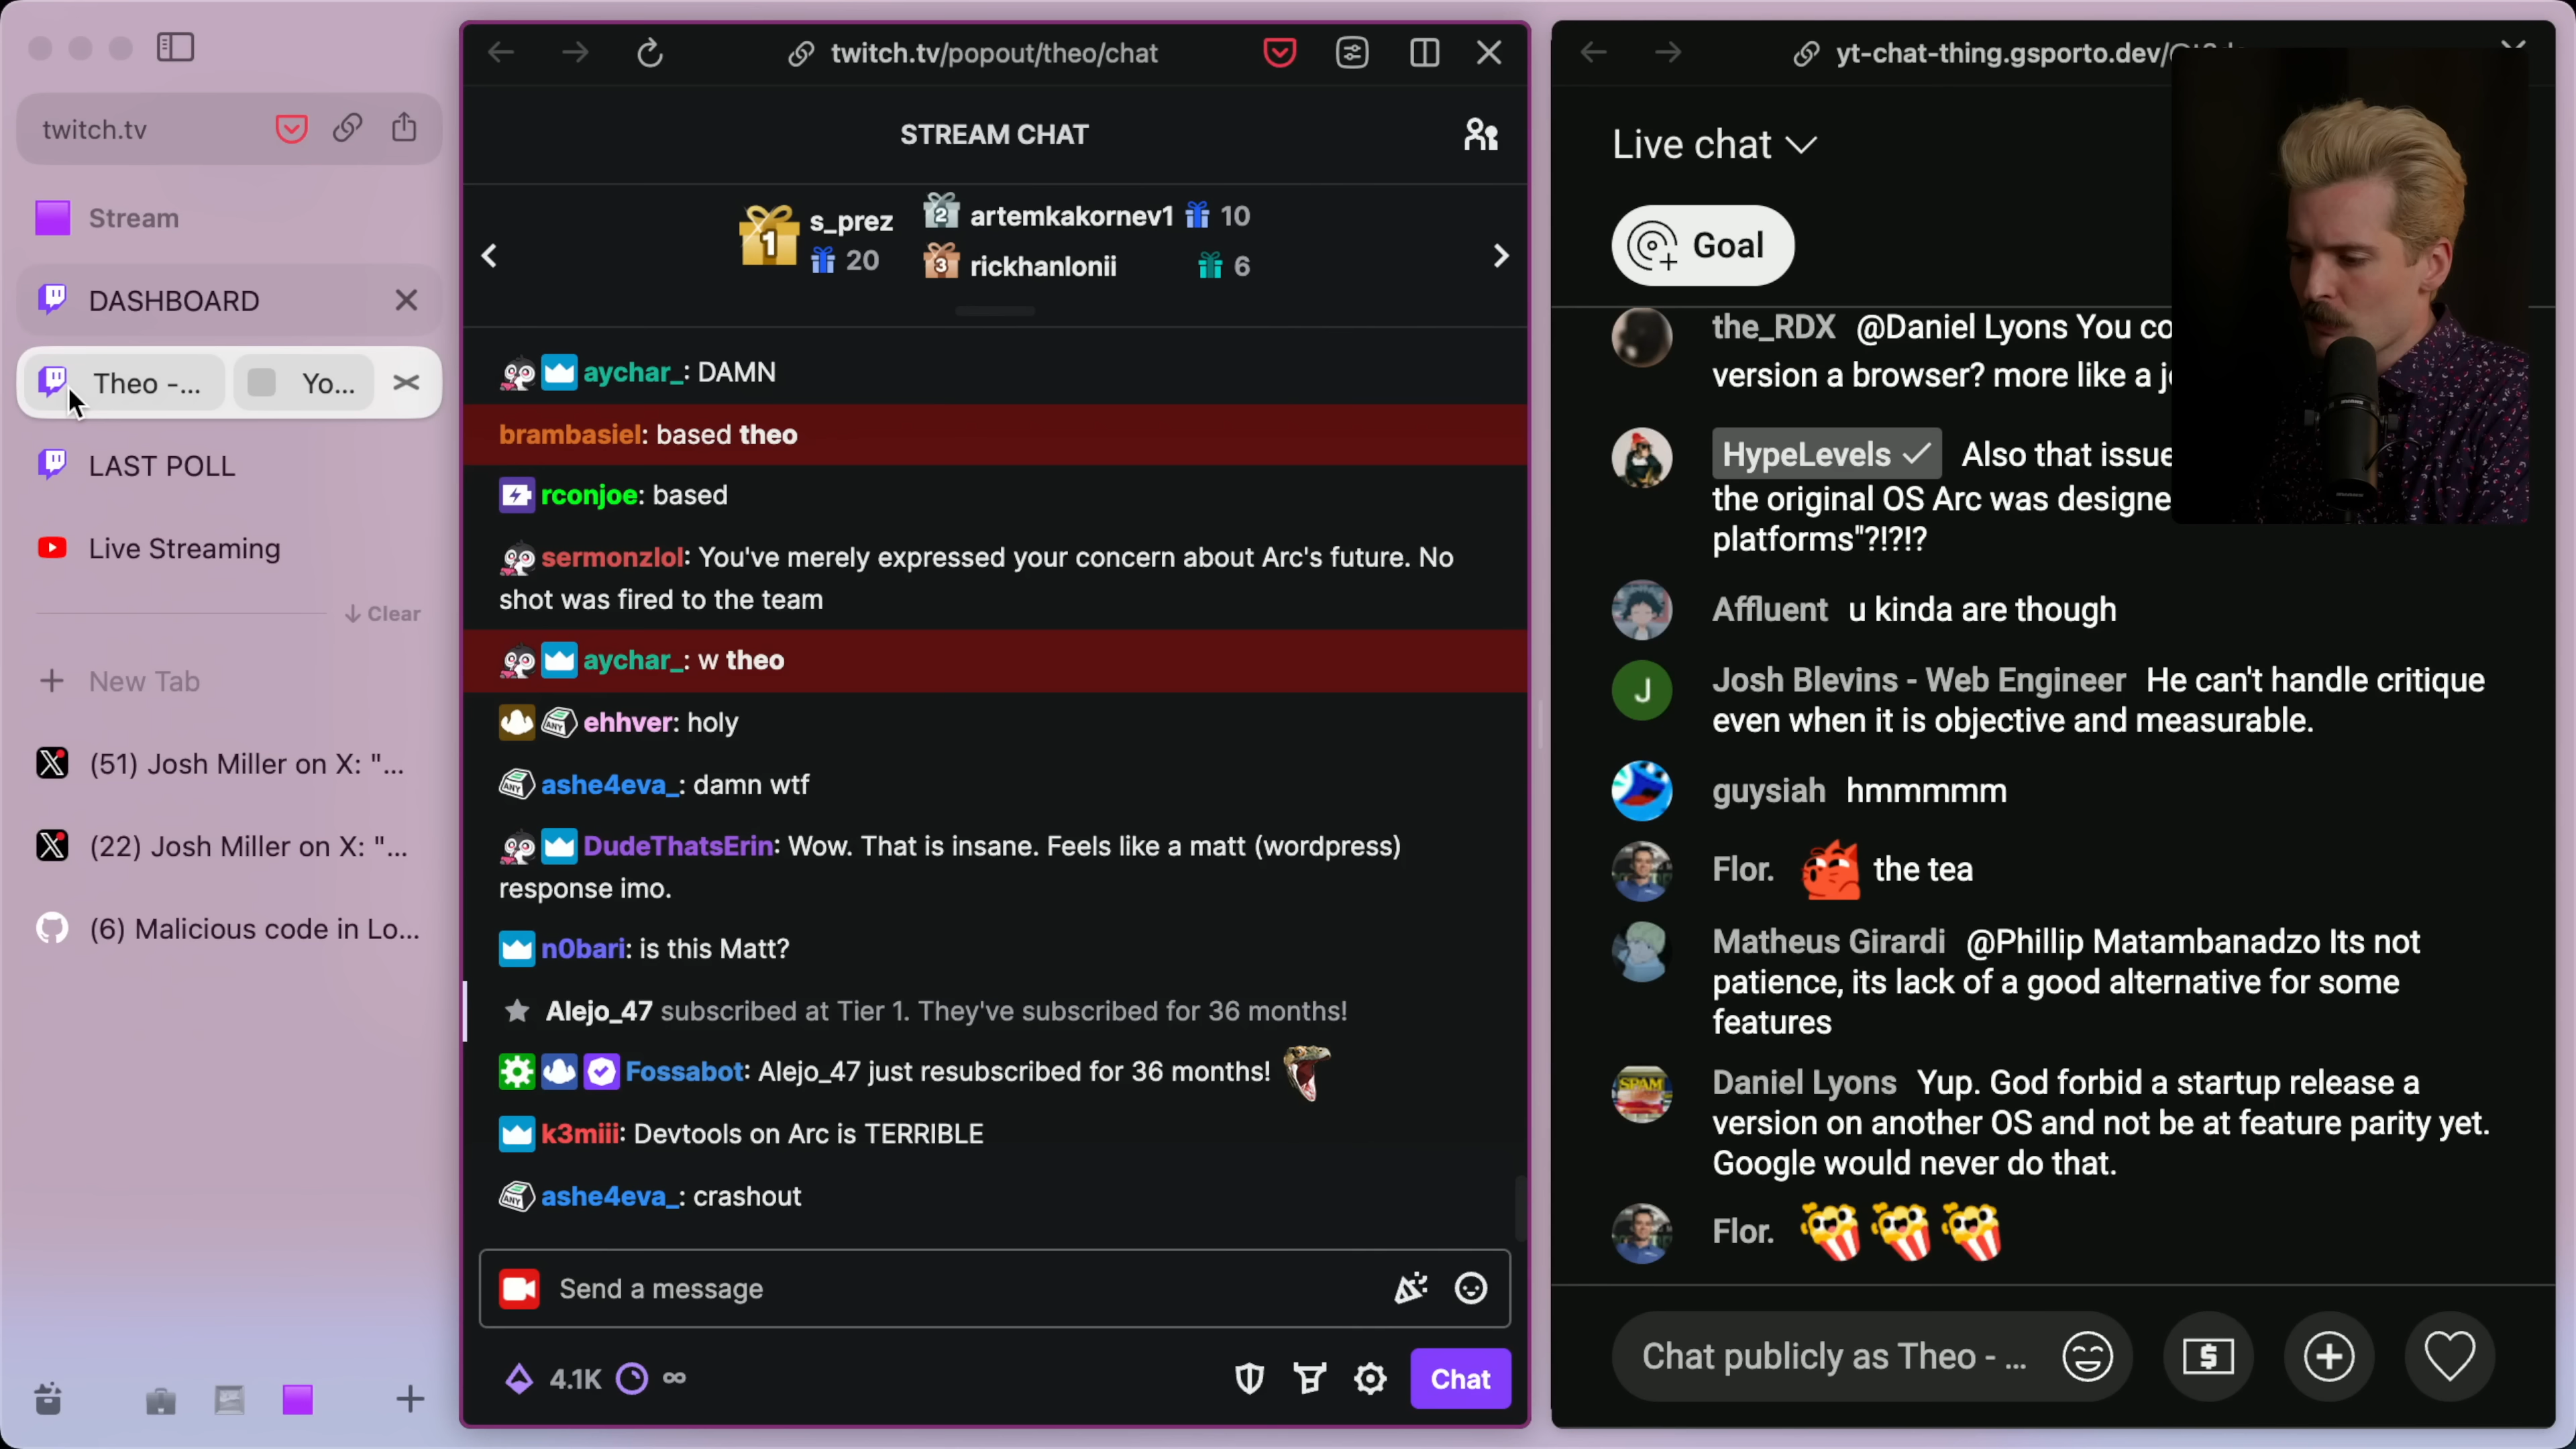 twitch.tv
Stream
DASHBOARD
Theo -...
Yo...
LAST POLL
Live Streaming
Clear
New Tab
(51) Josh Miller on X: "...
(22) Josh Miller on X: "...
(6) Malicious code in Lo...
twitch.tv/popout/theo/chat
STREAM CHAT
1 s_prez 20
2 artemkakornev1 10
3 rickhanlonii 6
aychar_: DAMN
brambasiel: based theo
rconjoe: based
sermonzlol: You've merely expressed your concern about Arc's future. No
shot was fired to the team
aychar_: w theo
ANY ehhver: holy
ANY ashe4eva_: damn wtf
DudeThatsErin: Wow. That is insane. Feels like a matt (wordpress)
response imo.
n0bari: is this Matt?
Alejo_47 subscribed at Tier 1. They've subscribed for 36 months!
Fossabot: Alejo_47 just resubscribed for 36 months!
k3miii: Devtools on Arc is TERRIBLE
ANY ashe4eva_: crashout
Send a message
4.1K ∞
Chat
yt-chat-thing.gsporto.dev/
Live chat
Goal
the_RDX @Daniel Lyons You co
version a browser? more like a j
HypeLevels Also that issue
the original OS Arc was designe
platforms"?!?!?
Affluent u kinda are though
J Josh Blevins - Web Engineer He can't handle critique
even when it is objective and measurable.
guysiah hmmmmm
Flor. the tea
Matheus Girardi @Phillip Matambanadzo Its not
patience, its lack of a good alternative for some
features
SPAM Daniel Lyons Yup. God forbid a startup release a
version on another OS and not be at feature parity yet.
Google would never do that.
Flor.
Chat publicly as Theo - ...
$